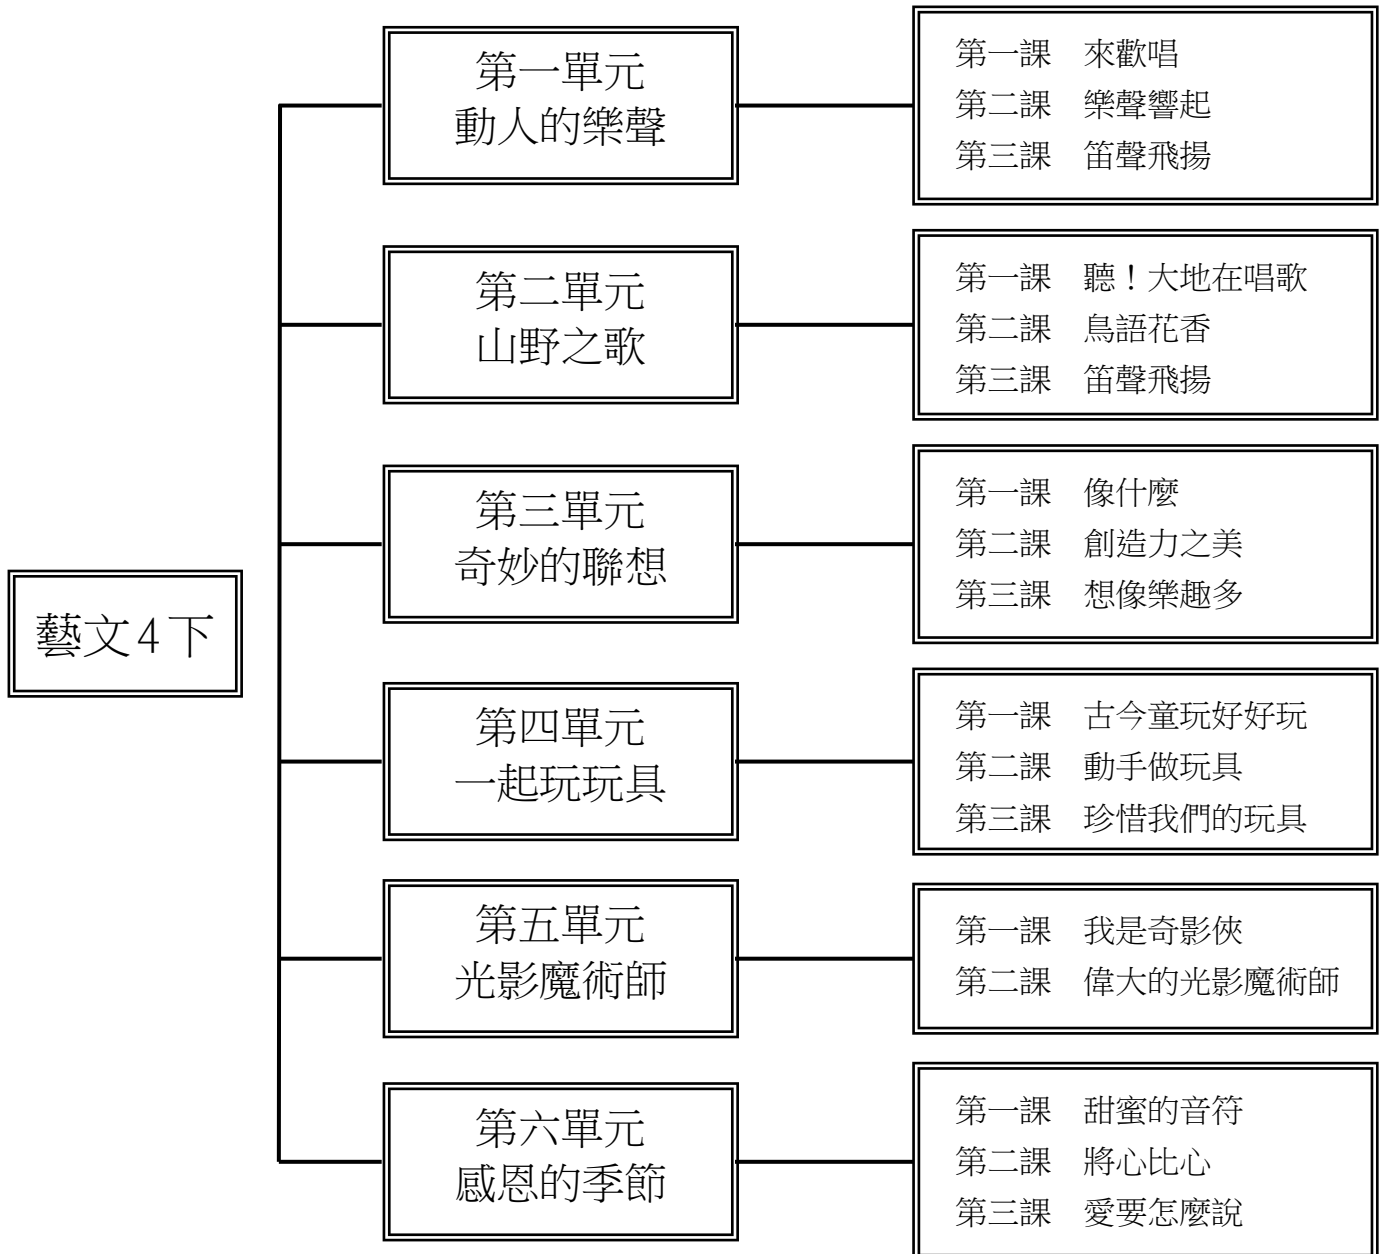 藝文4下
第一單元
動人的樂聲
第一課　來歡唱
第二課　樂聲響起
第三課　笛聲飛揚
第二單元
山野之歌
第一課　聽！大地在唱歌
第二課　鳥語花香
第三課　笛聲飛揚
第三單元
奇妙的聯想
第一課　像什麼
第二課　創造力之美
第三課　想像樂趣多
第四單元
一起玩玩具
第一課　古今童玩好好玩
第二課　動手做玩具
第三課　珍惜我們的玩具
第五單元
光影魔術師
第一課　我是奇影俠
第二課　偉大的光影魔術師
第六單元
感恩的季節
第一課　甜蜜的音符
第二課　將心比心
第三課　愛要怎麼說